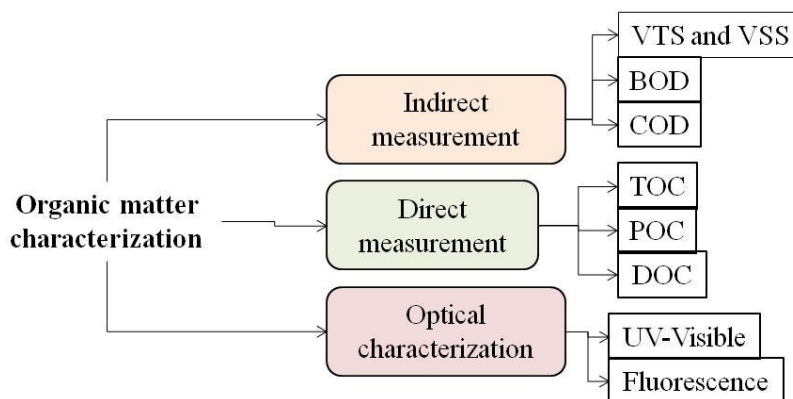 Organic matter
characterization
Indirect
measurement
VTS and VSS
BOD
COD
Direct
measurement
TOC
POC
DOC
Optical
characterization
UV-Visible
Fluorescence